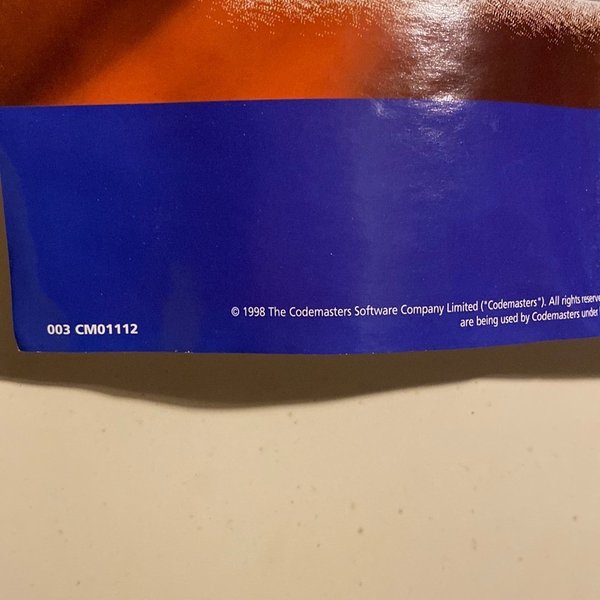 © 1998 The Codemasters Software Company Limited ("Codemasters"). All rights
are being used by Codemasters under
003 CM01112